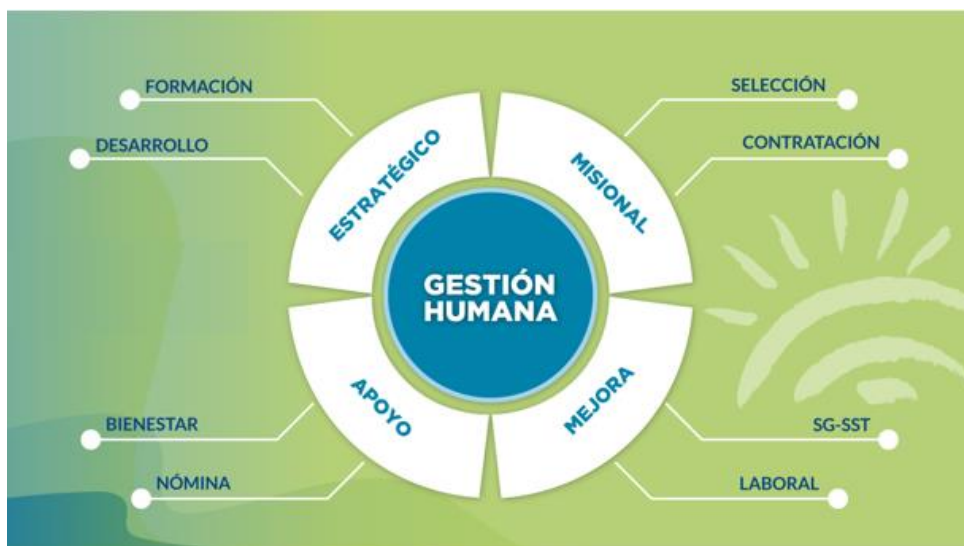 FORMACIÓN
DESARROLLO
SELECCIÓN
CONTRATACIÓN
ESTRATÉGICO
MISIONAL
GESTIÓN
HUMANA
APOYO
MEJORA
BIENESTAR
NÓMINA
SG-SST
LABORAL